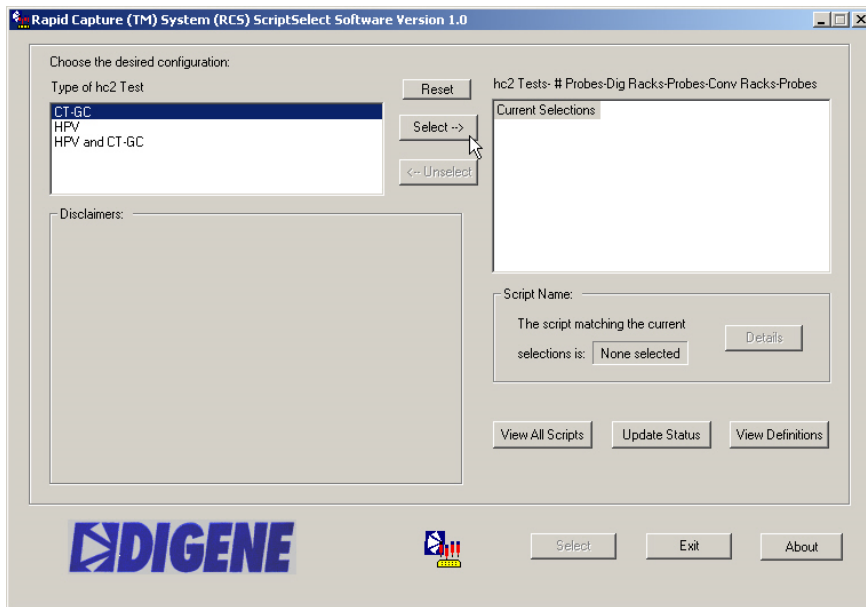 Rapid Capture (TM) System (RCS) ScriptSelect Software Version 1.0
Choose the desired configuration:
Type of hc2 Test
CT-GC
HPV
HPV and CT-GC
Reset
Select -->
<-- Unselect
hc2 Tests- # Probes-Dig Racks-Probes-Conv Racks-Probes
Current Selections
Disclaimers:
Script Name:
The script matching the current
selections is: None selected
Details
View All Scripts Update Status View Definitions
DIGENE
Select Exit About